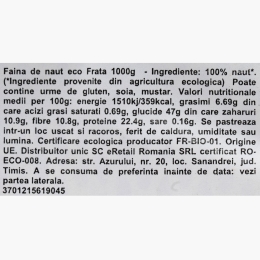 Faina de naut eco Frata 1000g - Ingrediente: 100% naut*.
(*Ingrediente provenite din agricultura ecologica) Poate
contine urme de gluten, soia, mustar. Valori nutritionale
medii per 100g: energie 1510kj/359kcal, grasimi 6.69g din
care acizi grasi saturati 0.69g, glucide 47g din care zaharuri
10.9g, fibre 10.8g, proteine 22.4g, sare 0.16g. Se pastreaza
intr-un loc uscat si racoros, ferit de caldura, umiditate sau
lumina. Certificare ecologica producator FR-BIO-01. Origine
UE. Distribuitor unic SC eRetail Romania SRL certificat RO-
ECO-008. Adresa: str. Azurului, nr. 20, loc. Sanandrei, jud.
Timis. A se consuma de preferinta inainte de data: vezi
partea laterala.
3701215619045